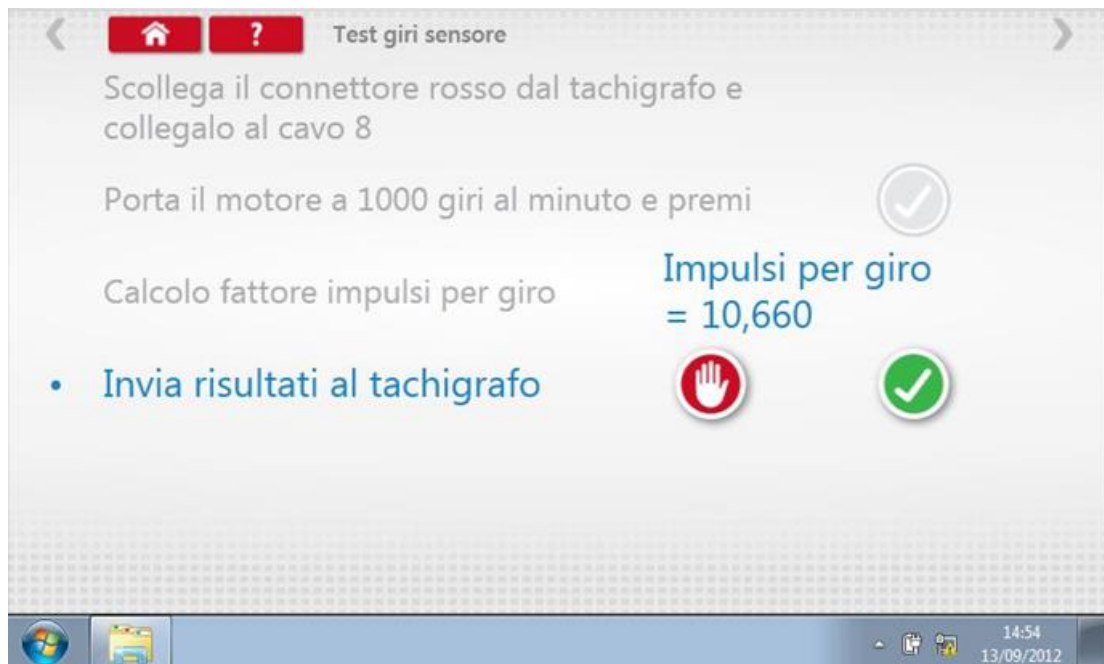 ? Test giri sensore
Scollega il connettore rosso dal tachigrafo e
collegalo al cavo 8
Porta il motore a 1000 giri al minuto e premi
Calcolo fattore impulsi per giro
Impulsi per giro
= 10,660
• Invia risultati al tachigrafo
14:54
13/09/2012